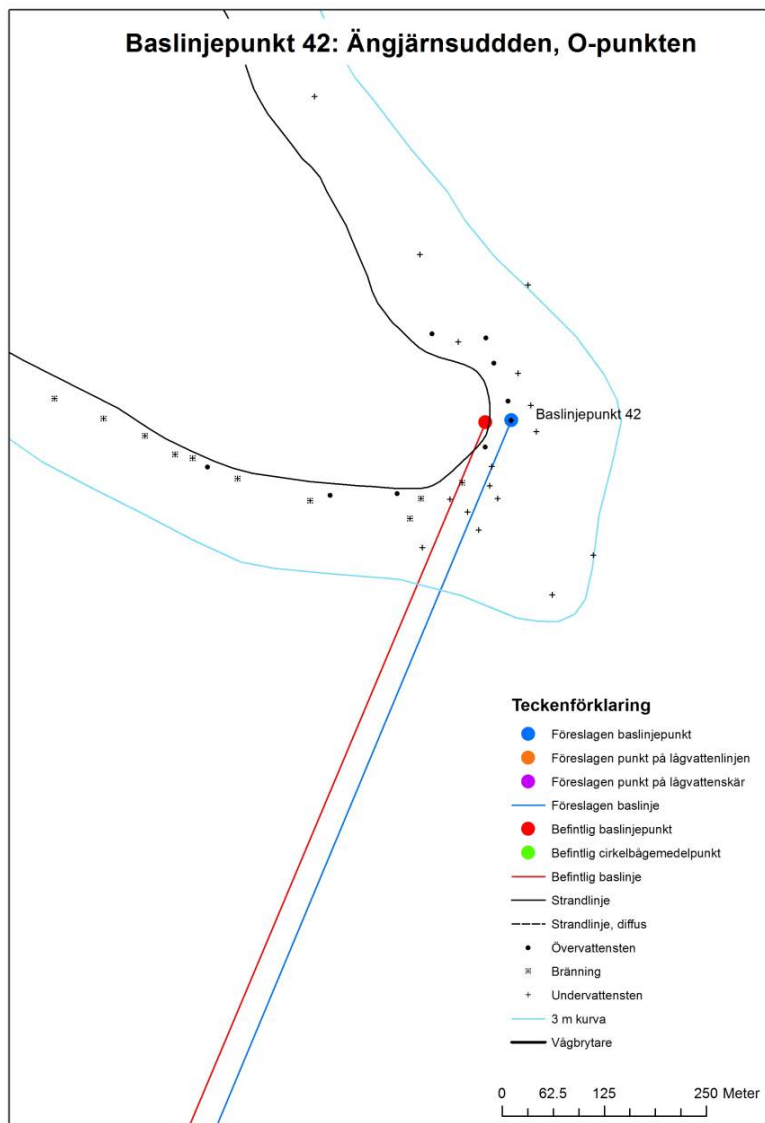 Baslinjepunkt 42: Ängjärnsuddden, O-punkten
Baslinjepunkt 42
Teckenförklaring
Föreslagen baslinjepunkt
Föreslagen punkt på lågvattenlinjen
Föreslagen punkt på lågvattenskär
Föreslagen baslinje
Befintlig baslinjepunkt
Befintlig cirkelbågemedelpunkt
Befintlig baslinje
Strandlinje
Strandlinje, diffus
Övervattensten
Bränning
Undervattensten
3 m kurva
Vågbrytare
0 62.5 125 250 Meter